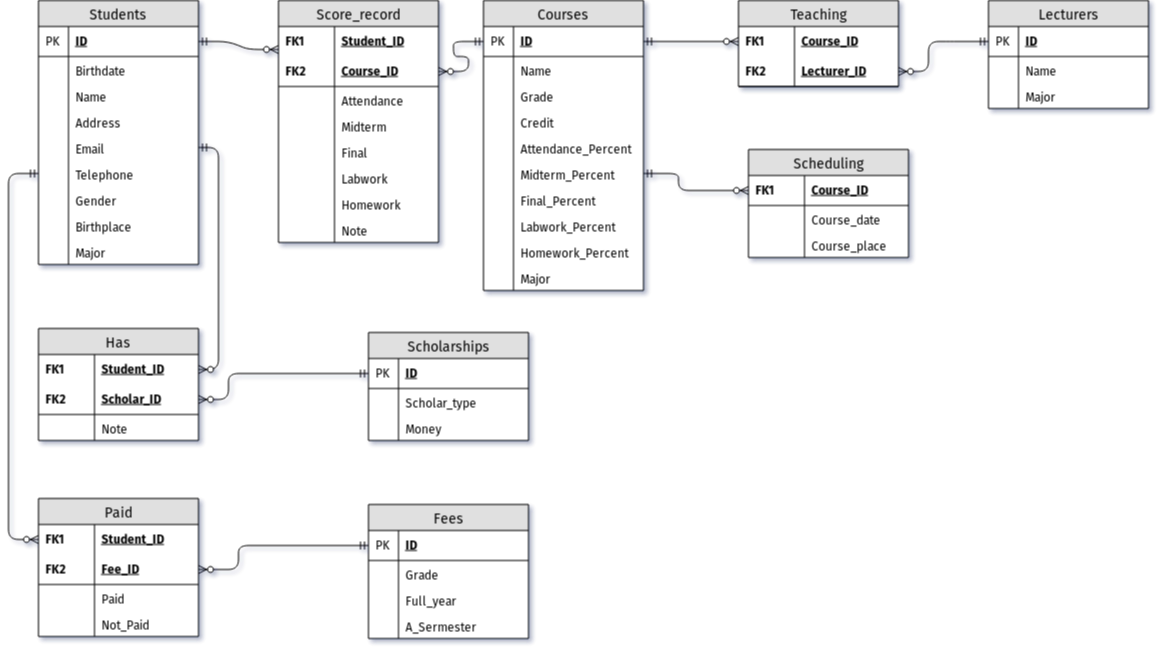 Students
PK ID
Birthdate
Name
Address
Email
Telephone
Gender
Birthplace
Major
Score_record
FK1 Student_ID
FK2 Course_ID
Attendance
Midterm
Final
Labwork
Homework
Note
Courses
PK ID
Name
Grade
Credit
Attendance_Percent
Midterm_Percent
Final_Percent
Labwork_Percent
Homework_Percent
Major
Teaching
FK1 Course_ID
FK2 Lecturer_ID
Lecturers
PK ID
Name
Major
Scheduling
FK1 Course_ID
Course_date
Course_place
Has
FK1 Student_ID
FK2 Scholar_ID
Note
Scholarships
PK ID
Scholar_type
Money
Paid
FK1 Student_ID
FK2 Fee_ID
Paid
Not_Paid
Fees
PK ID
Grade
Full_year
A_Sermester